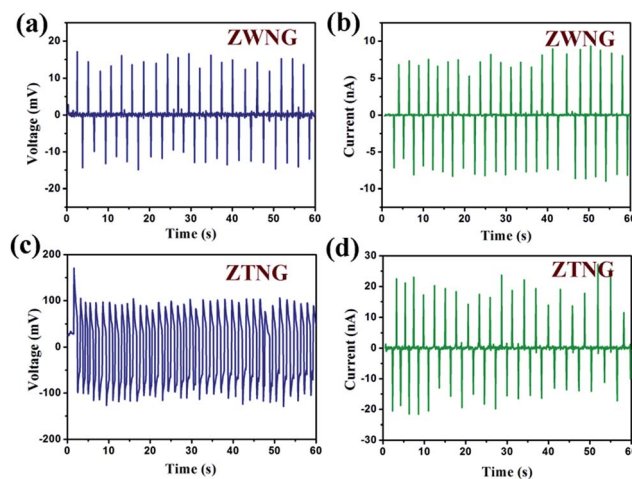 (a)
ZWNG
Voltage (mV)
20
10
0
-10
-20
0 10 20 30 40 50 60
Time (s)
(b)
ZWNG
Current (nA)
10
5
0
-5
-10
0 10 20 30 40 50 60
Time (s)
(c)
ZTNG
Voltage (mV)
200
100
0
-100
-200
0 10 20 30 40 50 60
Time (s)
(d)
ZTNG
Current (nA)
30
20
10
0
-10
-20
-30
0 10 20 30 40 50 60
Time (s)